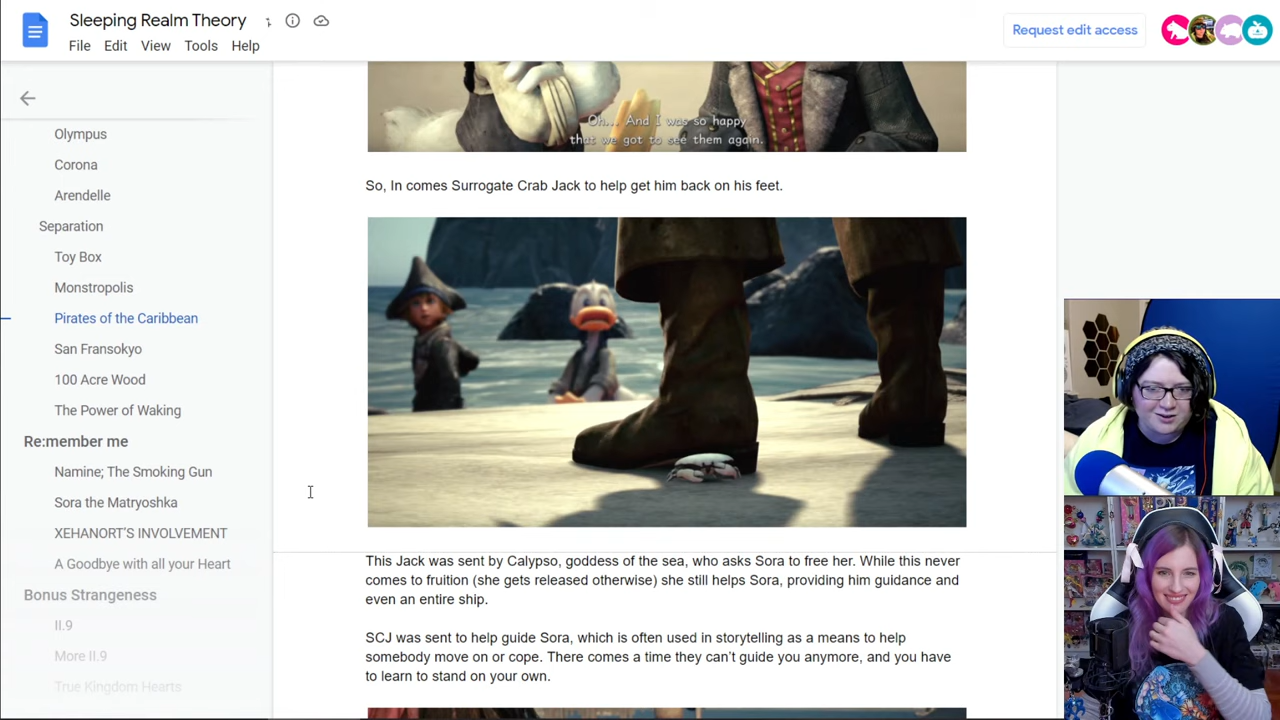 Sleeping Realm Theory
Request edit access
File Edit View Tools Help
Olympus
Corona
Arendelle
Separation
Toy Box
Monstropolis
Pirates of the Caribbean
San Fransokyo
100 Acre Wood
The Power of Waking
Re:member me
Namine; The Smoking Gun
Sora the Matryoshka
XEHANORT'S INVOLVEMENT
A Goodbye with all your Heart
Bonus Strangeness
II.9
More II.9
True Kingdom Hearts
Oh... And I was so happy
that we got to see them again.
So, In comes Surrogate Crab Jack to help get him back on his feet.
This Jack was sent by Calypso, goddess of the sea, who asks Sora to free her. While this never
comes to fruition (she gets released otherwise) she still helps Sora, providing him guidance and
even an entire ship.
SCJ was sent to help guide Sora, which is often used in storytelling as a means to help
somebody move on or cope. There comes a time they can't guide you anymore, and you have
to learn to stand on your own.